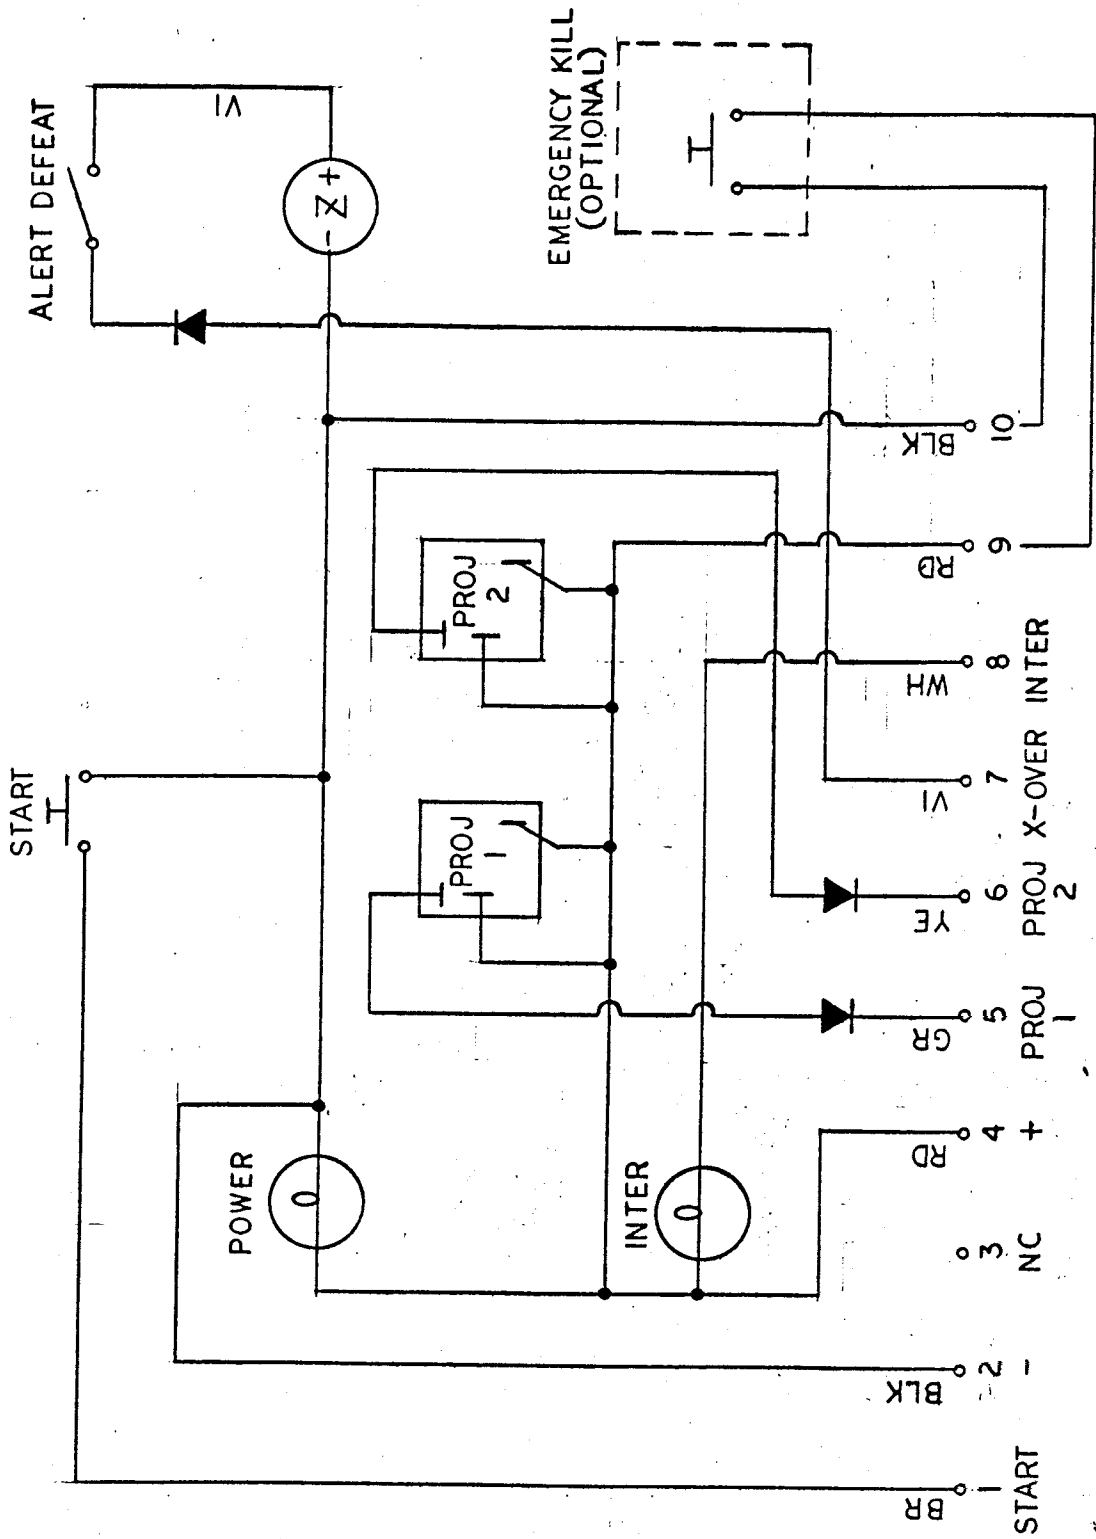 START
ALERT DEFEAT
VI
- Z +
POWER
PROJ
1
PROJ
2
INTER
EMERGENCY KILL
(OPTIONAL)
BR
BLK
RD
GR
YE
VI
WH
RD
BLK
1 2 3 4 5 6 7 8 9 10
START - NC + PROJ PROJ X-OVER INTER
1 2